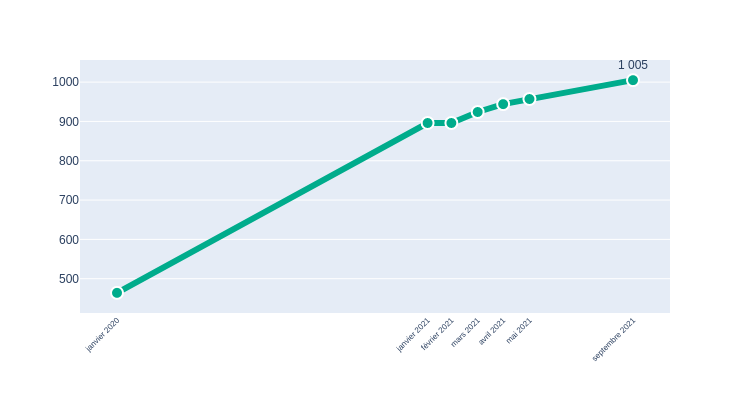 1 005
1000
900
800
700
600
500
janvier 2020
janvier 2021
février 2021
mars 2021
avril 2021
mai 2021
septembre 2021